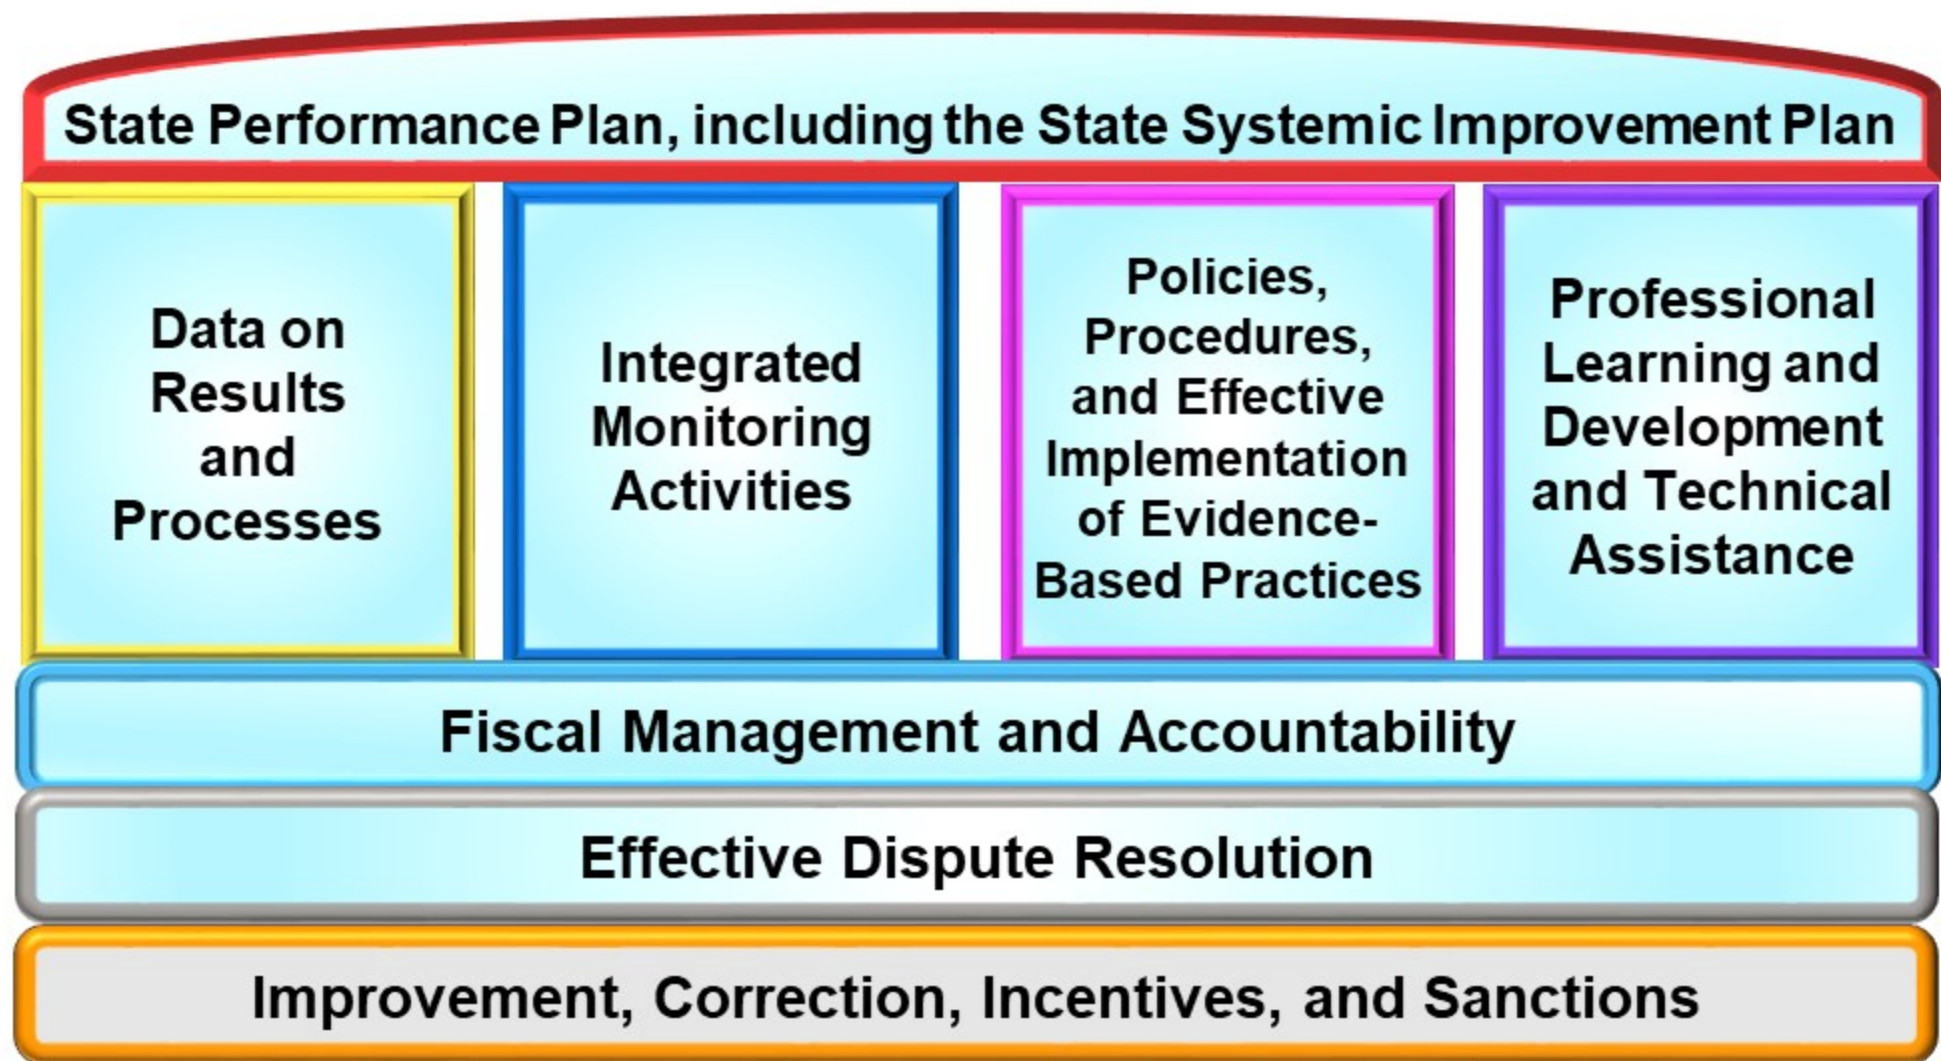 State Performance Plan, including the State Systemic Improvement Plan
Data on
Results
and
Processes
Integrated
Monitoring
Activities
Policies,
Procedures,
and Effective
Implementation
of Evidence-
Based Practices
Professional
Learning and
Development
and Technical
Assistance
Fiscal Management and Accountability
Effective Dispute Resolution
Improvement, Correction, Incentives, and Sanctions